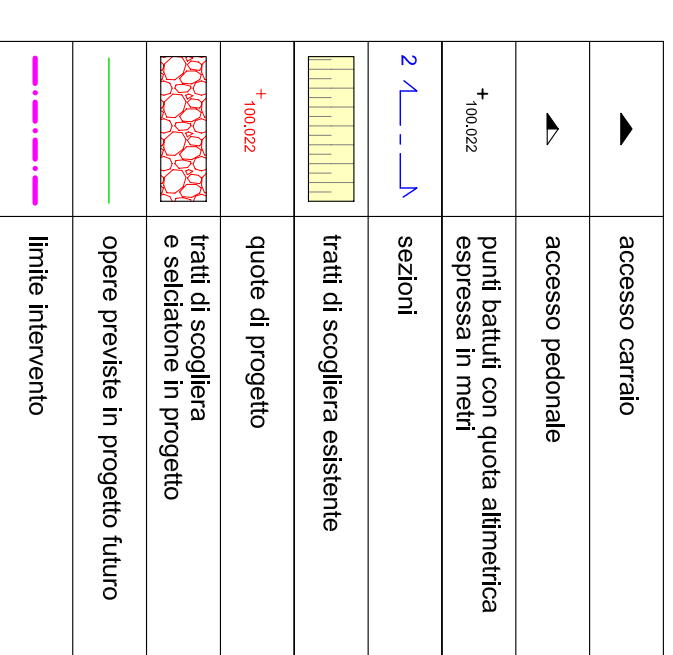 accesso carraio
accesso pedonale
+ 100.022
punti battuti con quota altimetrica
espressa in metri
2
sezioni
tratti di scogliera esistente
+ 100.022
quote di progetto
tratti di scogliera
e selciatone in progetto
opere previste in progetto futuro
limite intervento